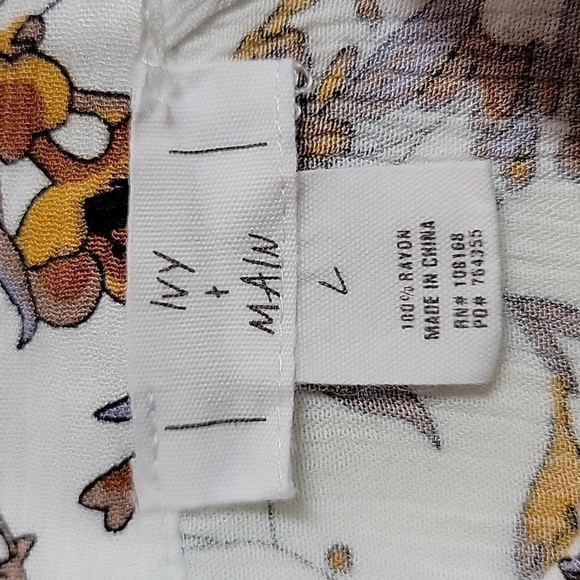 IVY
+
MAIN
L
100% RAYON
MADE IN CHINA
RN# 108168
PO# 764355